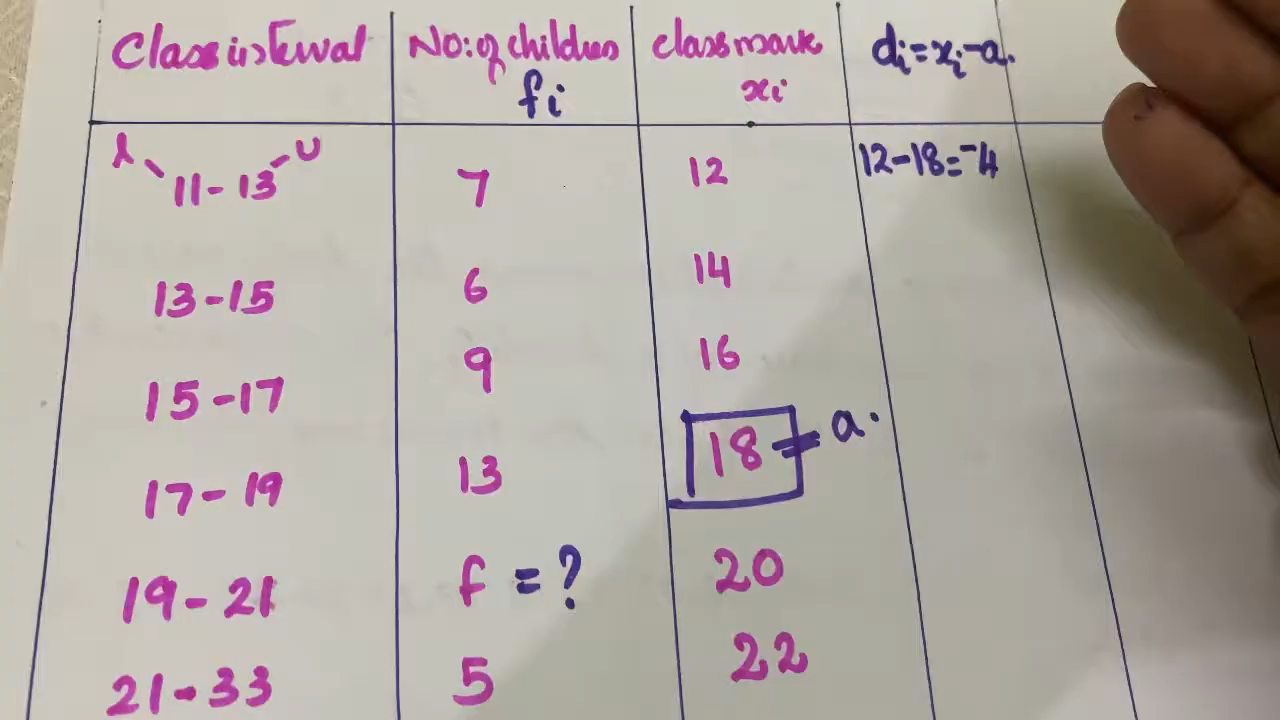 Class interval No: of children class mark di = xi - a.
fi xi
l U
11 - 13 7 12 12 - 18 = -4
13 - 15 6 14
15 - 17 9 16
17 - 19 13 18 = a.
19 - 21 f = ? 20
21 - 33 5 22